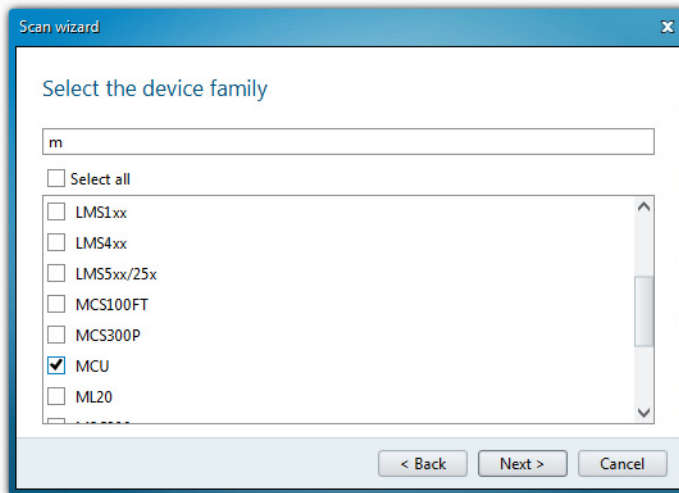 Scan wizard
Select the device family
m
Select all
LMS1xx
LMS4xx
LMS5xx/25x
MCS100FT
MCS300P
MCU
ML20
< Back Next > Cancel